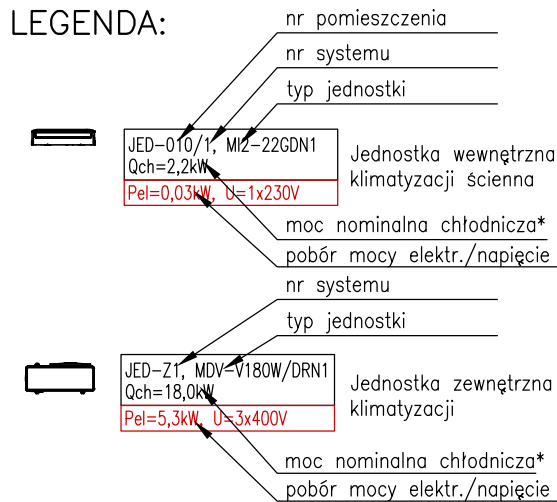 LEGENDA:
nr pomieszczenia
nr systemu
typ jednostki
JED-010/1, MI2-22GDN1
Qch=2,2kW
Pel=0,03kW, U=1x230V
Jednostka wewnętrzna
klimatyzacji ścienna
moc nominalna chłodnicza*
pobór mocy elektr./napięcie
nr systemu
typ jednostki
JED-Z1, MDV-V180W/DRN1
Qch=18,0kW
Pel=5,3kW, U=3x400V
Jednostka zewnętrzna
klimatyzacji
moc nominalna chłodnicza*
pobór mocy elektr./napięcie